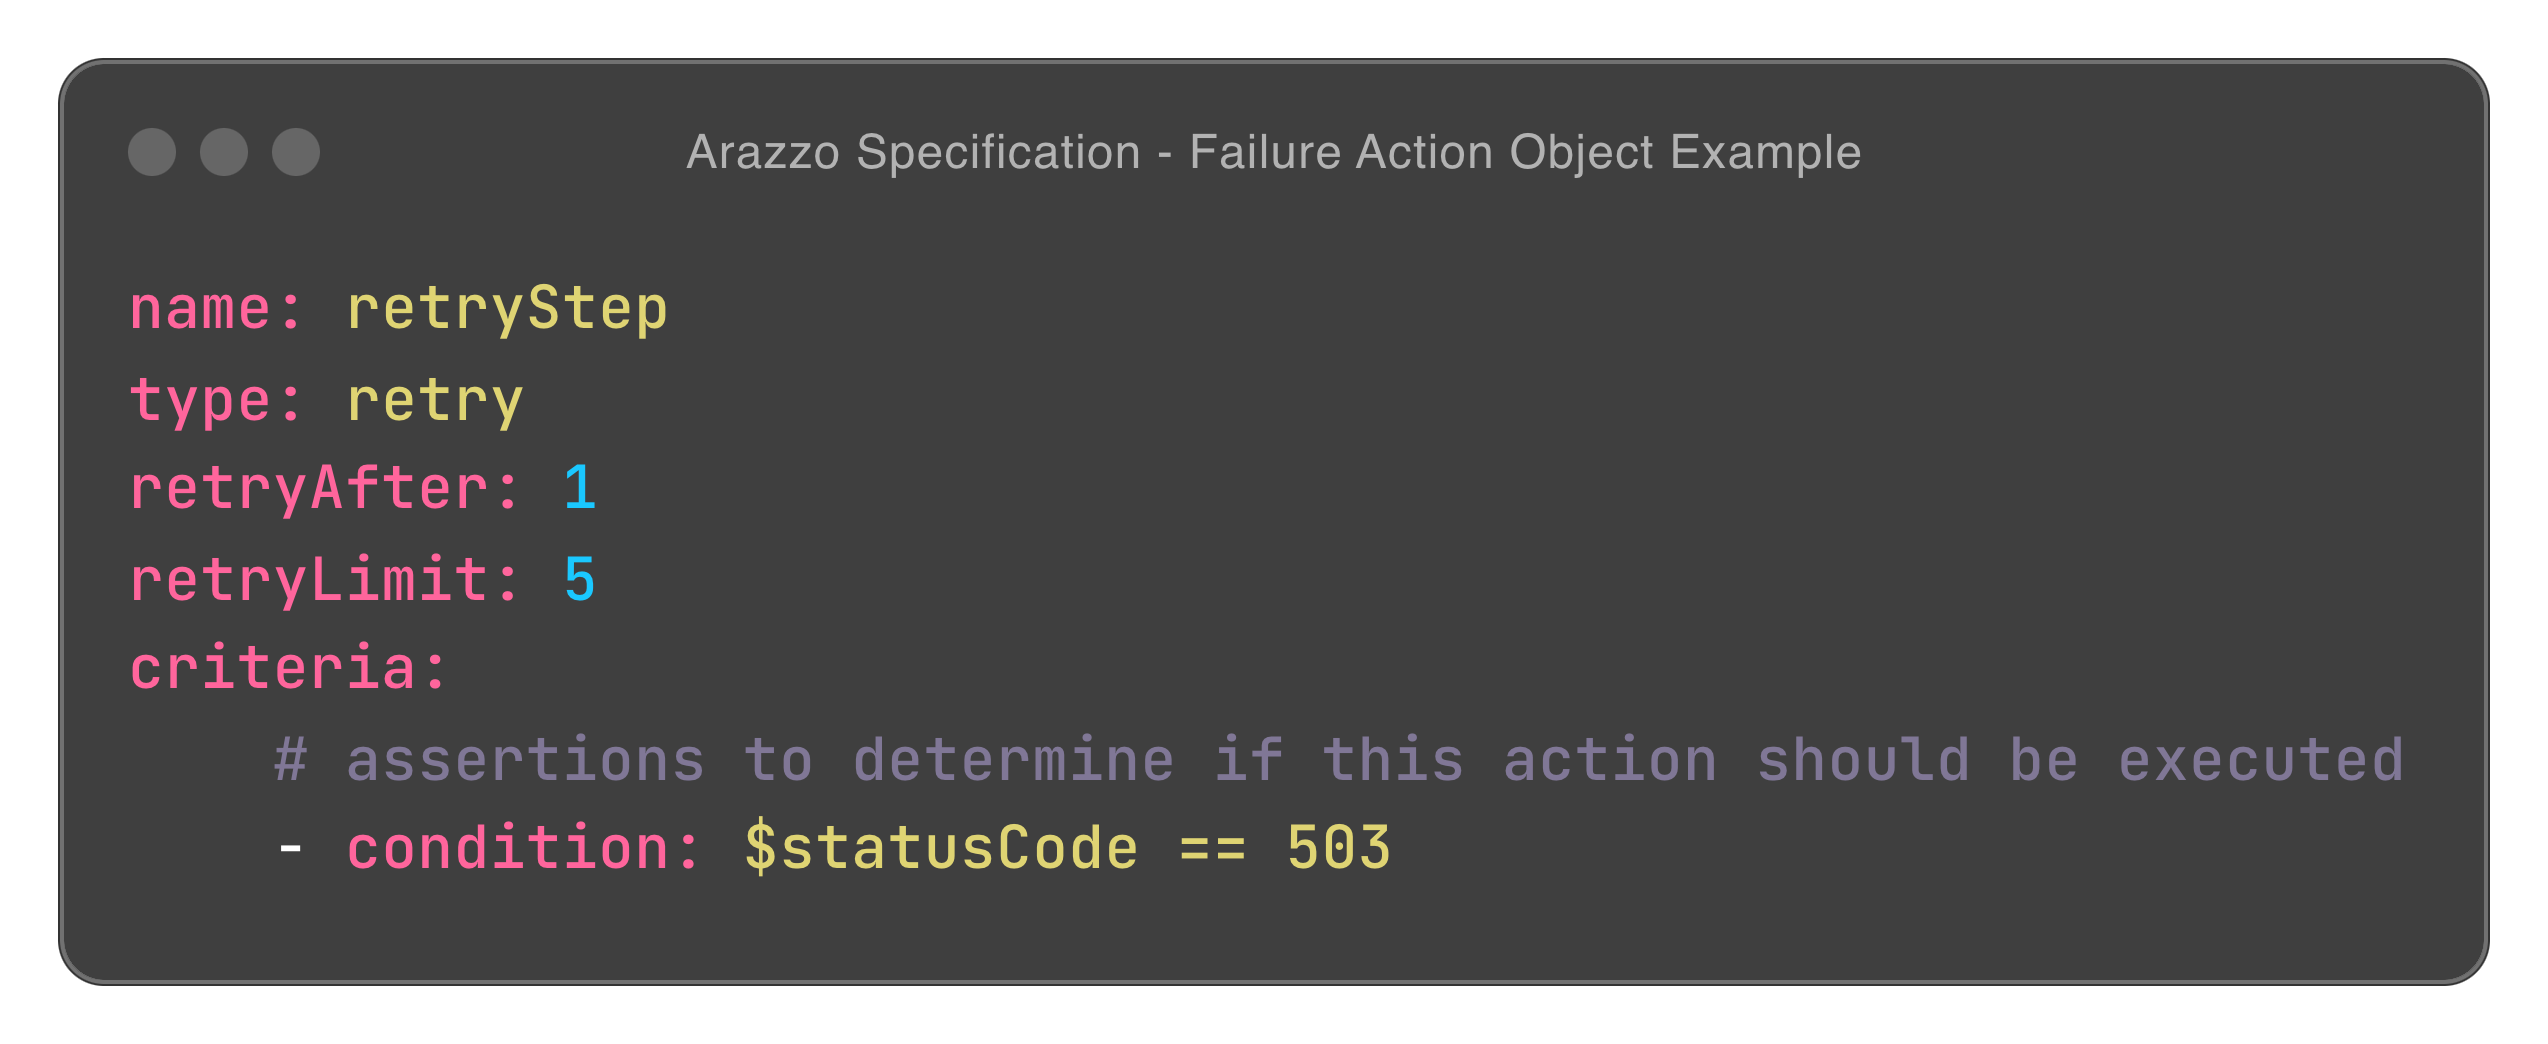 Arazzo Specification - Failure Action Object Example
name: retryStep
type: retry
retryAfter: 1
retryLimit: 5
criteria:
    # assertions to determine if this action should be executed
    - condition: $statusCode == 503